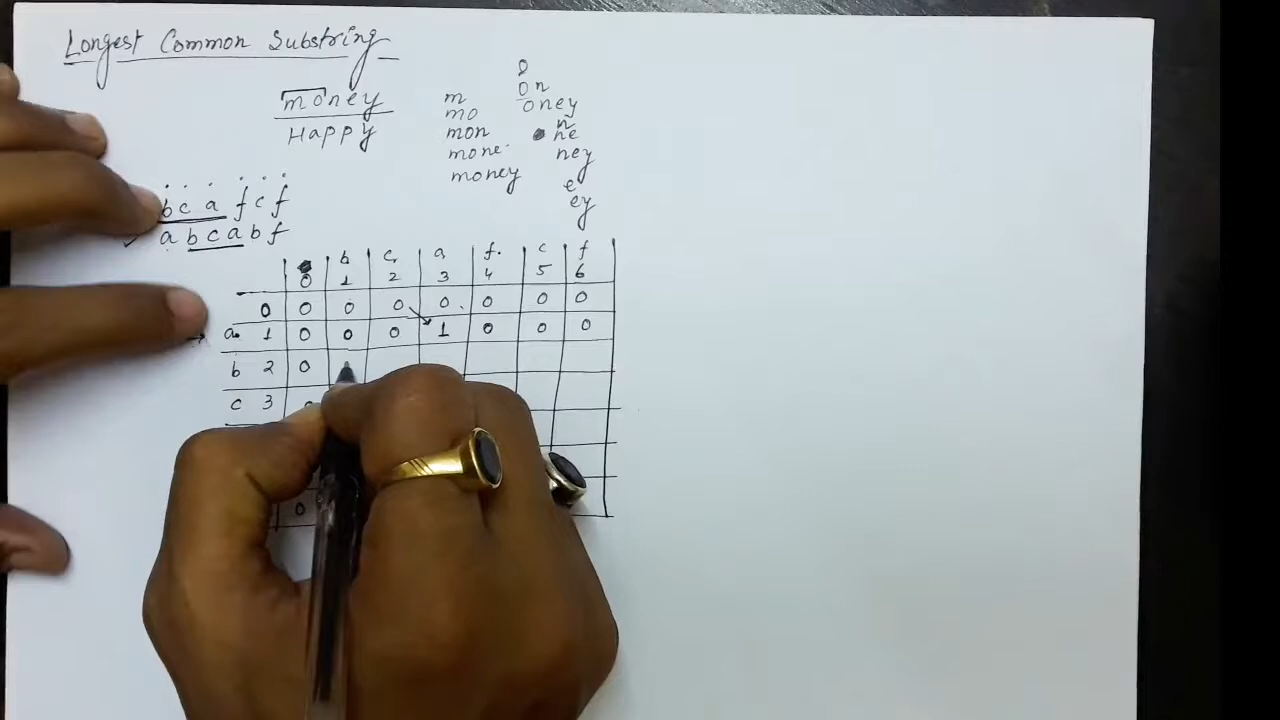 Longest Common Substring
money
Happy
m
mo
mon
mone
money
o
on
oney
n
ne
ney
e
ey
b c a f c f
a b c a b f
b c a f c f
0 1 2 3 4 5 6
0 0 0 0 0 0 0 0
a 1 0 0 0 1 0 0 0
b 2 0
c 3
0